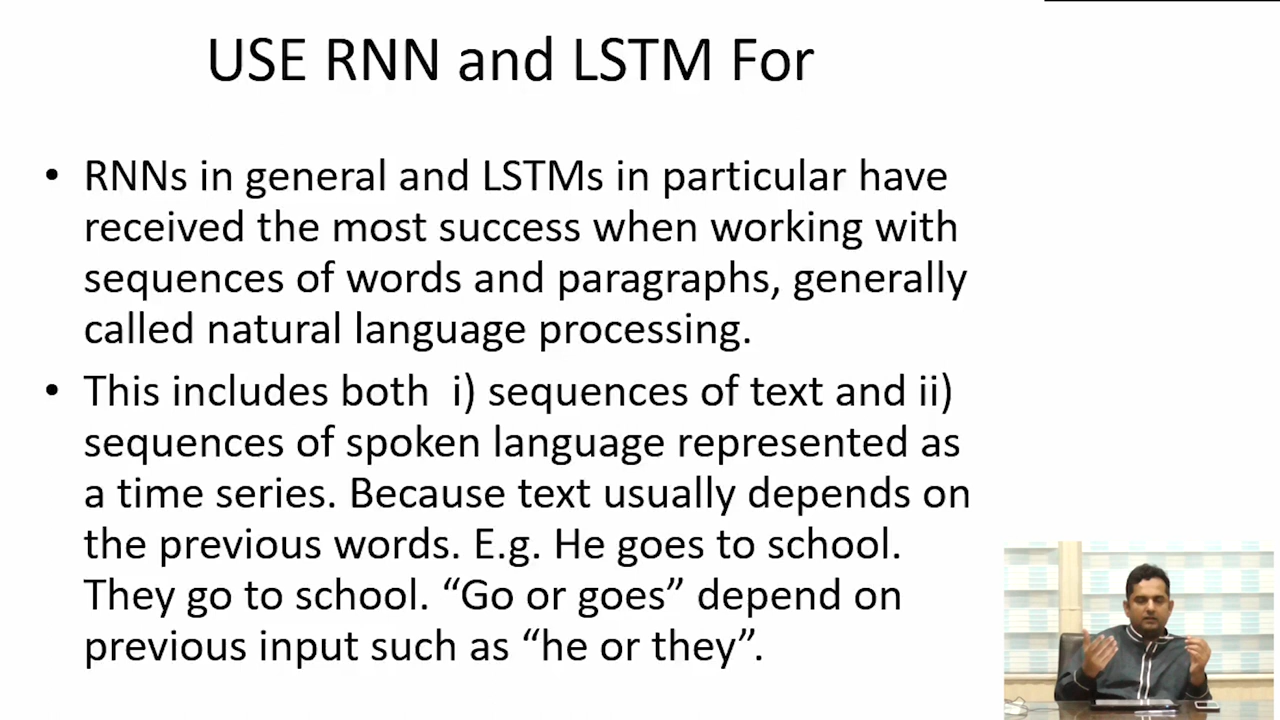 USE RNN and LSTM For
• RNNs in general and LSTMs in particular have
received the most success when working with
sequences of words and paragraphs, generally
called natural language processing.
• This includes both  i) sequences of text and ii)
sequences of spoken language represented as
a time series. Because text usually depends on
the previous words. E.g. He goes to school.
They go to school. “Go or goes” depend on
previous input such as “he or they”.